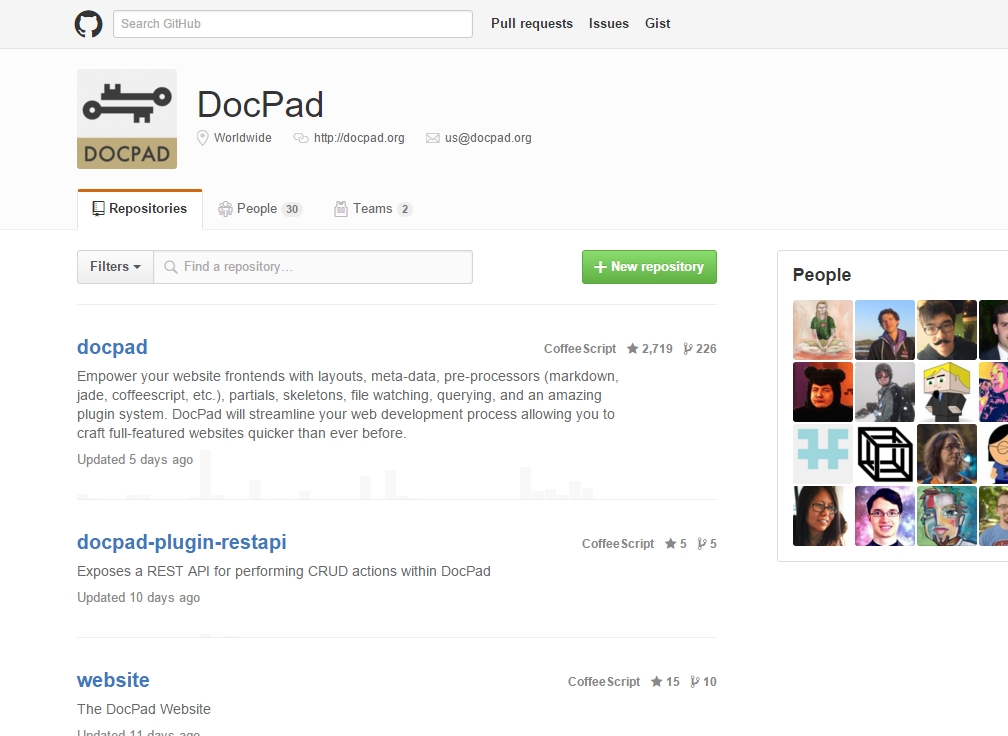 Search GitHub
Pull requests Issues Gist
DOCPAD
DocPad
Worldwide http://docpad.org us@docpad.org
Repositories People 30 Teams 2
Filters Find a repository… New repository
People
docpad CoffeeScript 2,719 226
Empower your website frontends with layouts, meta-data, pre-processors (markdown,
jade, coffeescript, etc.), partials, skeletons, file watching, querying, and an amazing
plugin system. DocPad will streamline your web development process allowing you to
craft full-featured websites quicker than ever before.
Updated 5 days ago
docpad-plugin-restapi CoffeeScript 5 5
Exposes a REST API for performing CRUD actions within DocPad
Updated 10 days ago
website CoffeeScript 15 10
The DocPad Website
Updated 11 days ago